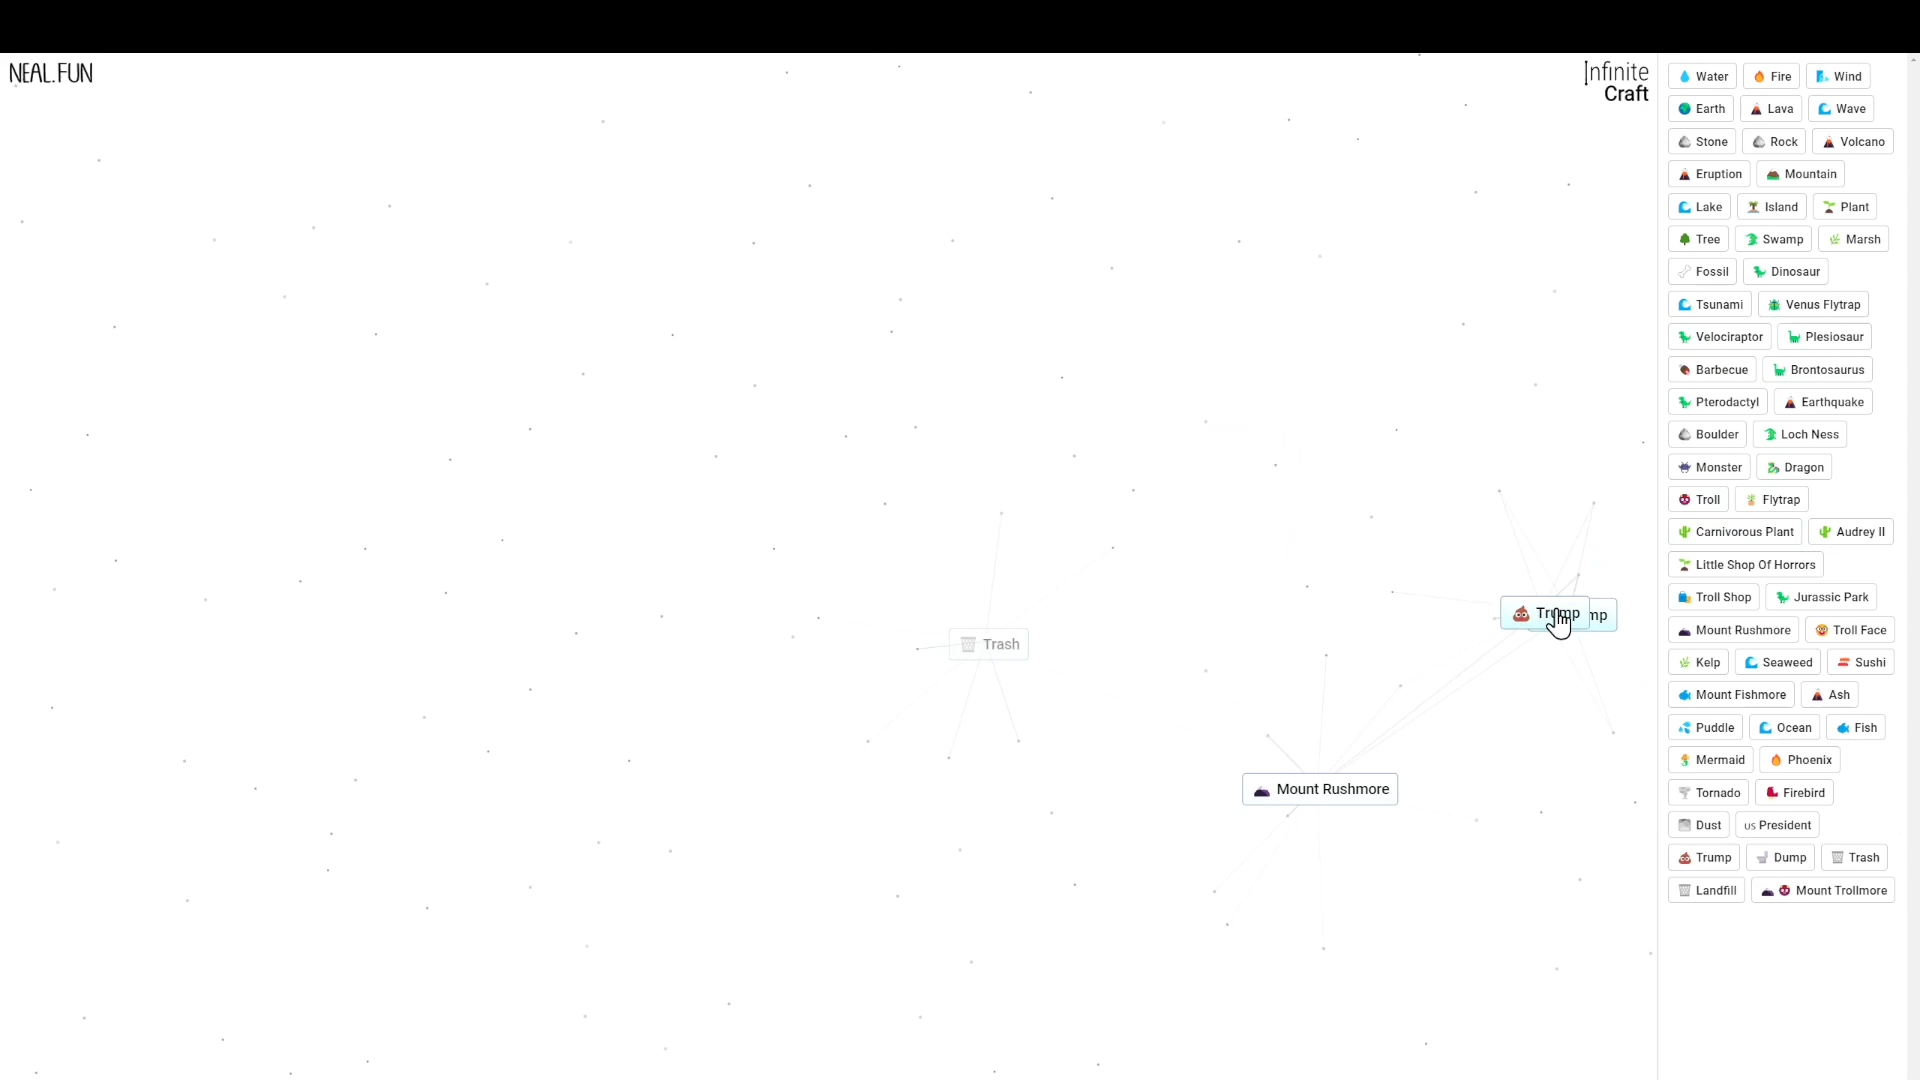 NEAL.FUN
Infinite
Craft
Water Fire Wind
Earth Lava Wave
Stone Rock Volcano
Eruption Mountain
Lake Island Plant
Tree Swamp Marsh
Fossil Dinosaur
Tsunami Venus Flytrap
Velociraptor Plesiosaur
Barbecue Brontosaurus
Pterodactyl Earthquake
Boulder Loch Ness
Monster Dragon
Troll Flytrap
Carnivorous Plant Audrey II
Little Shop Of Horrors
Troll Shop Jurassic Park
Mount Rushmore Troll Face
Kelp Seaweed Sushi
Mount Fishmore Ash
Puddle Ocean Fish
Mermaid Phoenix
Tornado Firebird
Dust US President
Trump Dump Trash
Landfill Mount Trollmore
Trump mp
Trash
Mount Rushmore